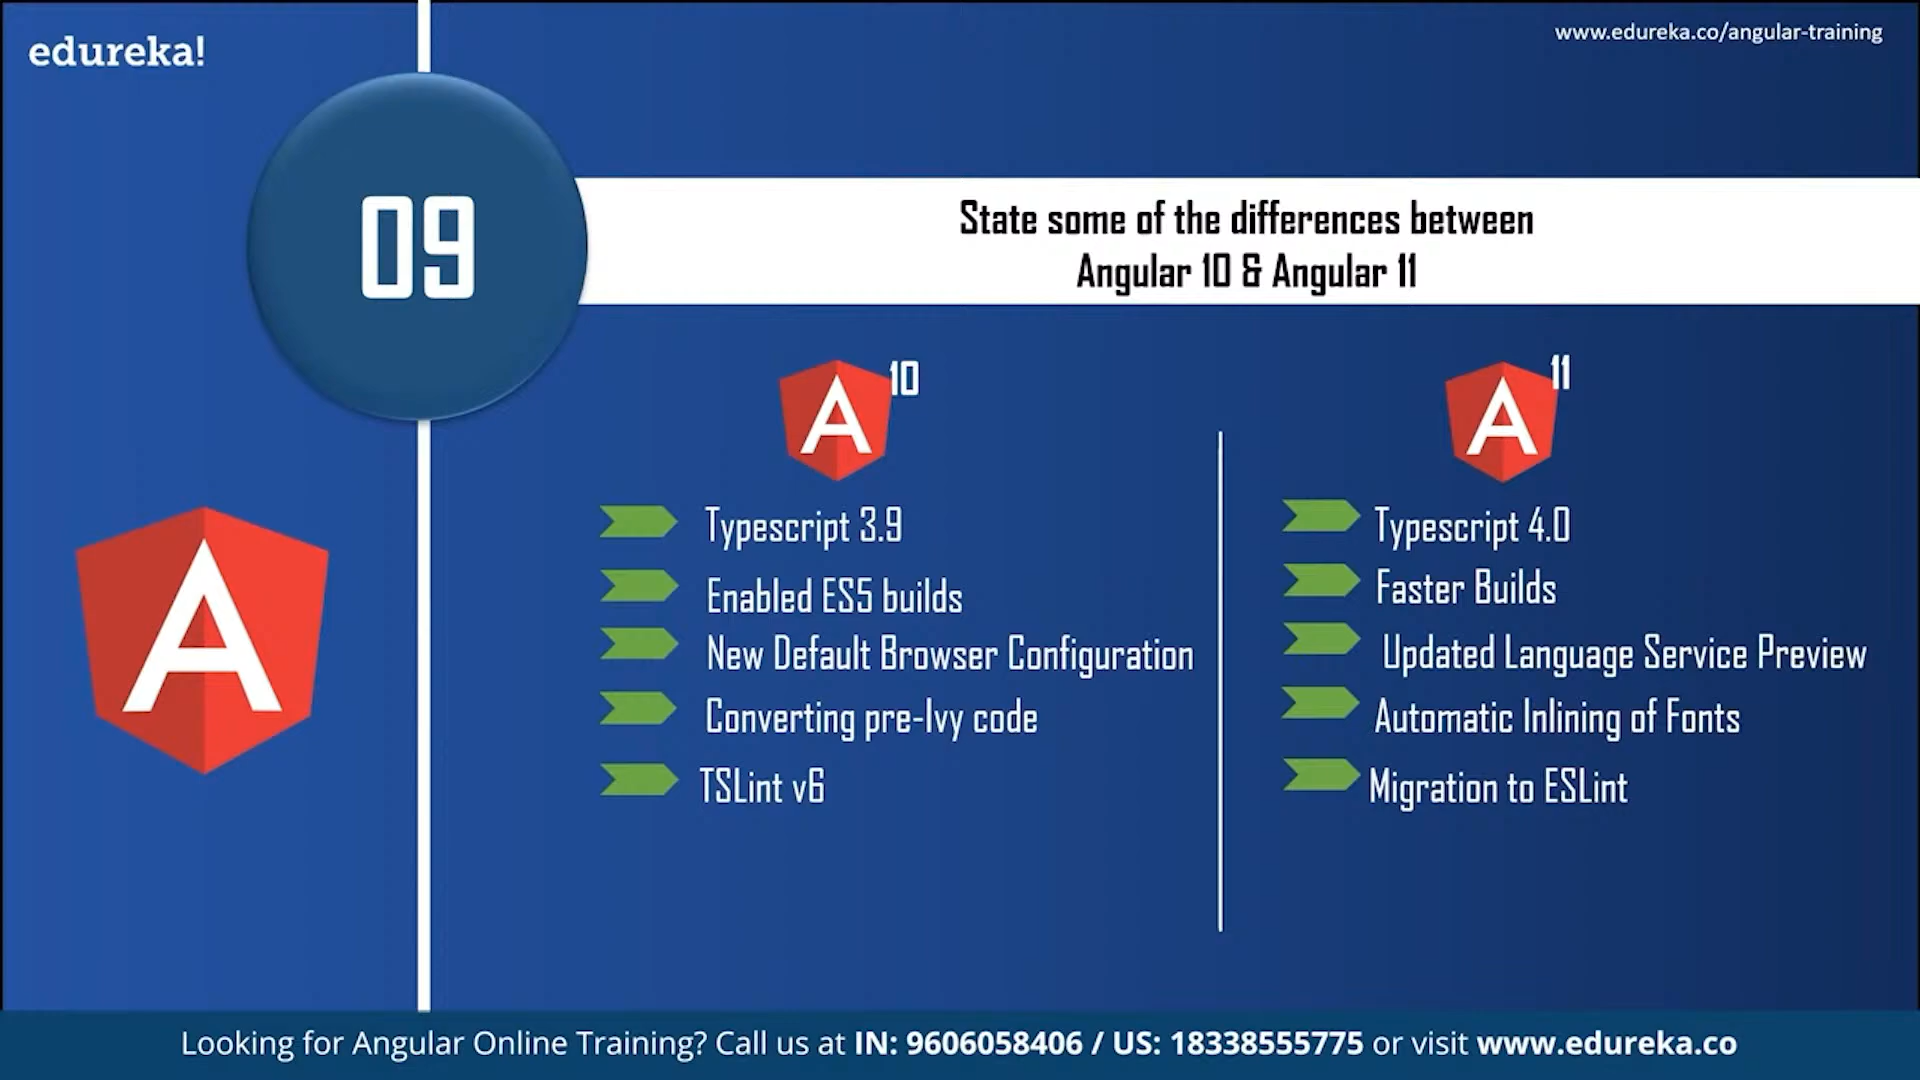 edureka!
www.edureka.co/angular-training
09
State some of the differences between
Angular 10 & Angular 11
10
Typescript 3.9
Enabled ES5 builds
New Default Browser Configuration
Converting pre-Ivy code
TSLint v6
11
Typescript 4.0
Faster Builds
Updated Language Service Preview
Automatic Inlining of Fonts
Migration to ESLint
Looking for Angular Online Training? Call us at IN: 9606058406 / US: 18338555775 or visit www.edureka.co